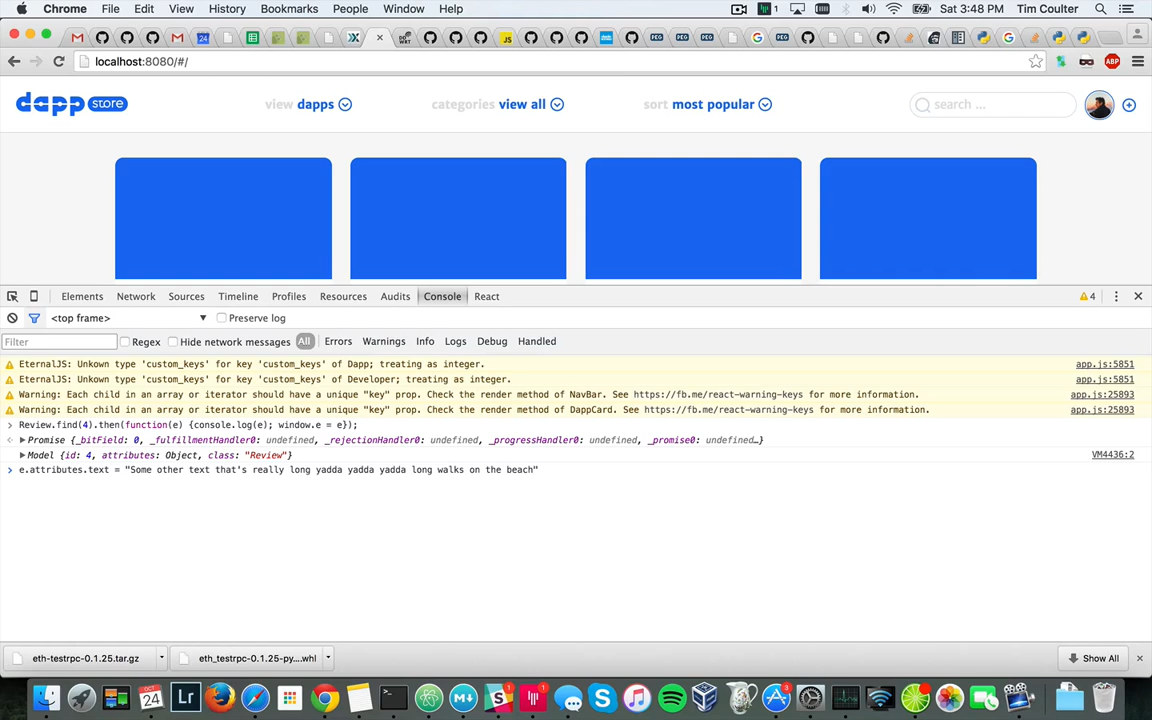 Chrome File Edit View History Bookmarks People Window Help
1 Sat 3:48 PM Tim Coulter
localhost:8080/#/
ABP
dapp store
view dapps
categories view all
sort most popular
search ...
Elements Network Sources Timeline Profiles Resources Audits Console React
4
<top frame>
Preserve log
Filter
Regex
Hide network messages
All Errors Warnings Info Logs Debug Handled
EternalJS: Unkown type 'custom_keys' for key 'custom_keys' of Dapp; treating as integer. app.js:5851
EternalJS: Unkown type 'custom_keys' for key 'custom_keys' of Developer; treating as integer. app.js:5851
Warning: Each child in an array or iterator should have a unique "key" prop. Check the render method of NavBar. See https://fb.me/react-warning-keys for more information. app.js:25893
Warning: Each child in an array or iterator should have a unique "key" prop. Check the render method of DappCard. See https://fb.me/react-warning-keys for more information. app.js:25893
Review.find(4).then(function(e) {console.log(e); window.e = e});
Promise {_bitField: 0, _fulfillmentHandler0: undefined, _rejectionHandler0: undefined, _progressHandler0: undefined, _promise0: undefined…}
Model {id: 4, attributes: Object, class: "Review"} VM4436:2
e.attributes.text = "Some other text that's really long yadda yadda yadda long walks on the beach"
eth-testrpc-0.1.25.tar.gz
eth_testrpc-0.1.25-py....whl
Show All
OCT
24
Lr